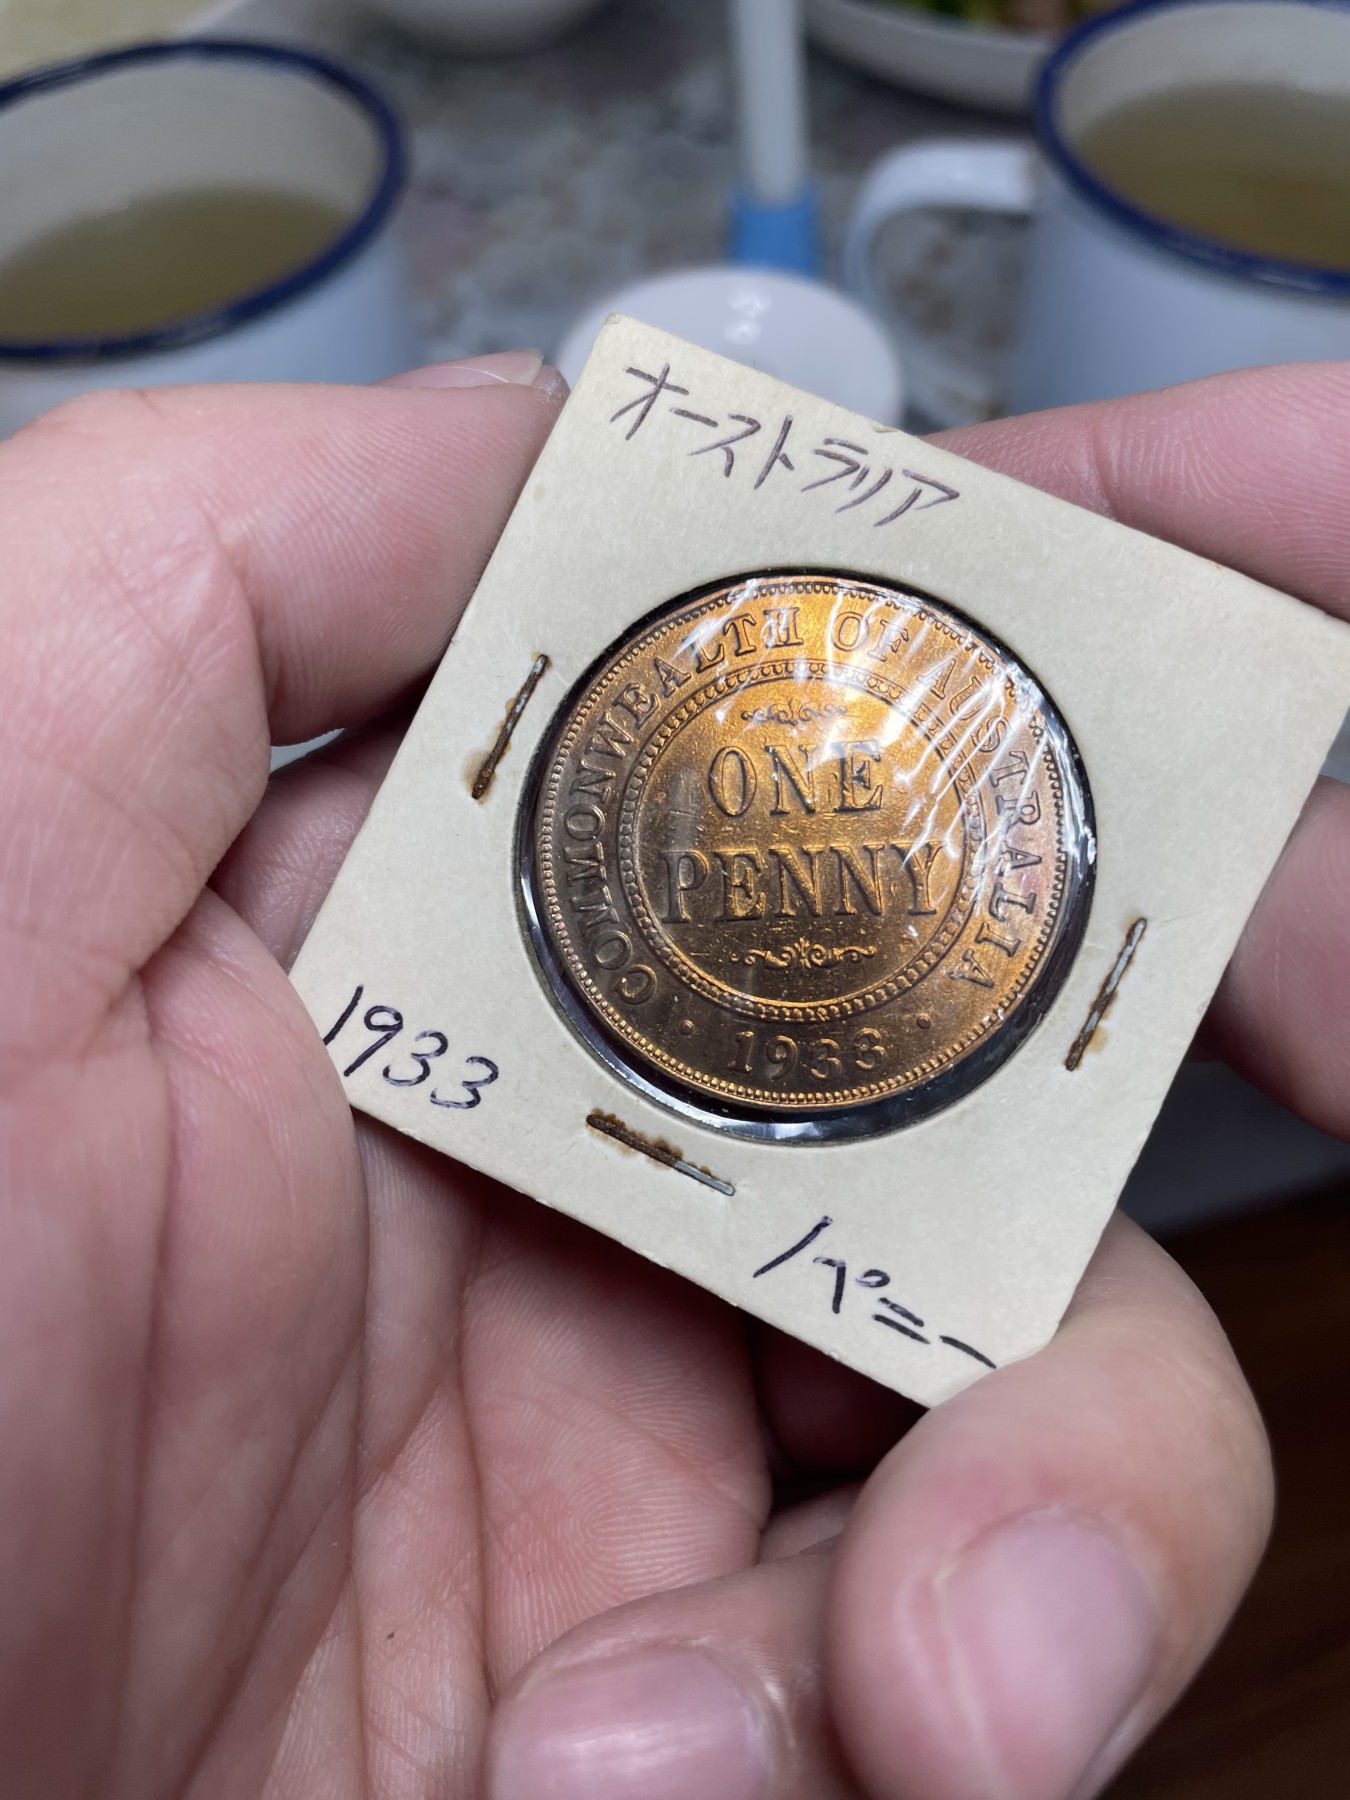 オーストラリア
COMMONWEALTH OF AUSTRALIA
ONE
PENNY
· 1933 ·
1933
1ペニー